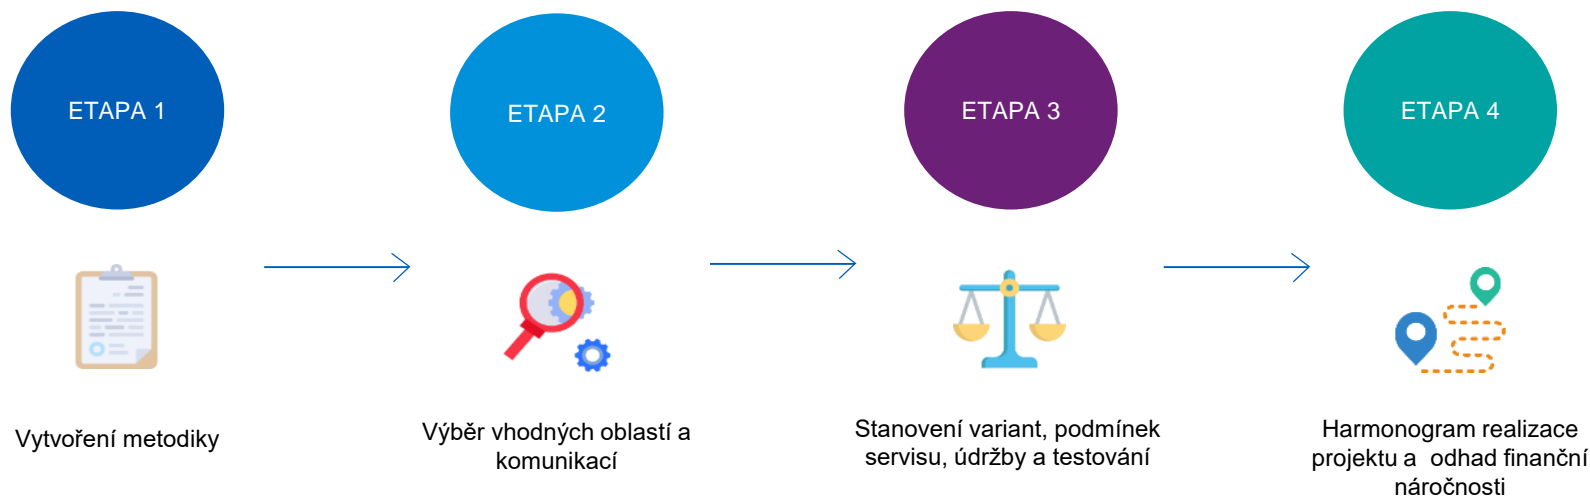 ETAPA 1
ETAPA 2
ETAPA 3
ETAPA 4
Vytvoření metodiky
Výběr vhodných oblastí a
komunikací
Stanovení variant, podmínek
servisu, údržby a testování
Harmonogram realizace
projektu a  odhad finanční
náročnosti